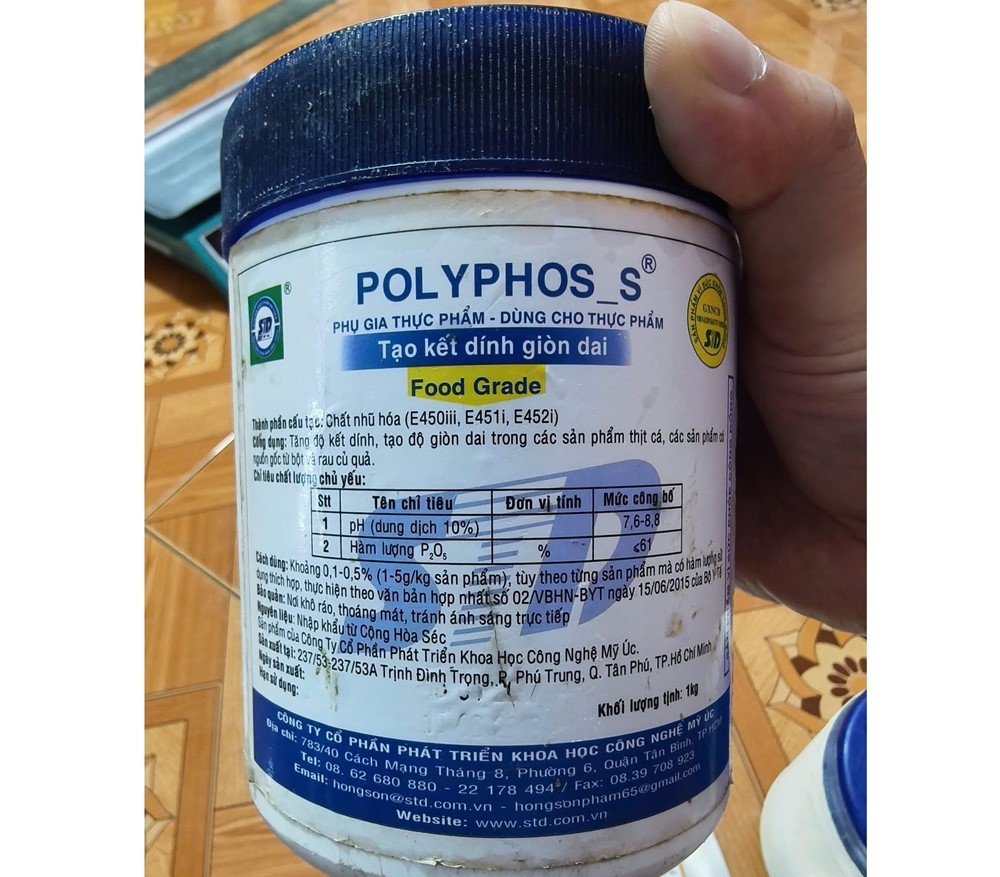 POLYPHOS_S®
PHỤ GIA THỰC PHẨM - DÙNG CHO THỰC PHẨM
Tạo kết dính giòn dai
Food Grade
STD
®
GXNCB
STD
Thành phần cấu tạo: Chất nhũ hóa (E450iii, E451i, E452i)
Công dụng: Tăng độ kết dính, tạo độ giòn dai trong các sản phẩm thịt cá, các sản phẩm có
nguồn gốc từ bột và rau củ quả.
Chỉ tiêu chất lượng chủ yếu:
Stt Tên chỉ tiêu Đơn vị tính Mức công bố
1 pH (dung dịch 10%) 7,6-8,8
2 Hàm lượng P₂O₅ % ⩽61
Cách dùng: Khoảng 0,1-0,5% (1-5g/kg sản phẩm), tùy theo từng sản phẩm mà có hàm lượng sử
dụng thích hợp, thực hiện theo văn bản hợp nhất số 02/VBHN-BYT ngày 15/06/2015 của Bộ Y Tế
Bảo quản: Nơi khô ráo, thoáng mát, tránh ánh sáng trực tiếp
Nguyên liệu: Nhập khẩu từ Cộng Hòa Séc
Sản phẩm của Công Ty Cổ Phần Phát Triển Khoa Học Công Nghệ Mỹ Úc.
Sản xuất tại: 237/53-237/53A Trịnh Đình Trọng, P. Phú Trung, Q. Tân Phú, TP.Hồ Chí Minh
Ngày sản xuất:
Hạn sử dụng:
Khối lượng tịnh: 1kg
CÔNG TY CỔ PHẦN PHÁT TRIỂN KHOA HỌC CÔNG NGHỆ MỸ ÚC
Địa chỉ: 783/40 Cách Mạng Tháng 8, Phường 6, Quận Tân Bình, TP HCM
Tel: 08. 62 680 880 - 22 178 494 / Fax: 08.39 708 923
Email: hongson@std.com.vn - hongsonpham65@gmail.com
Website: www.std.com.vn